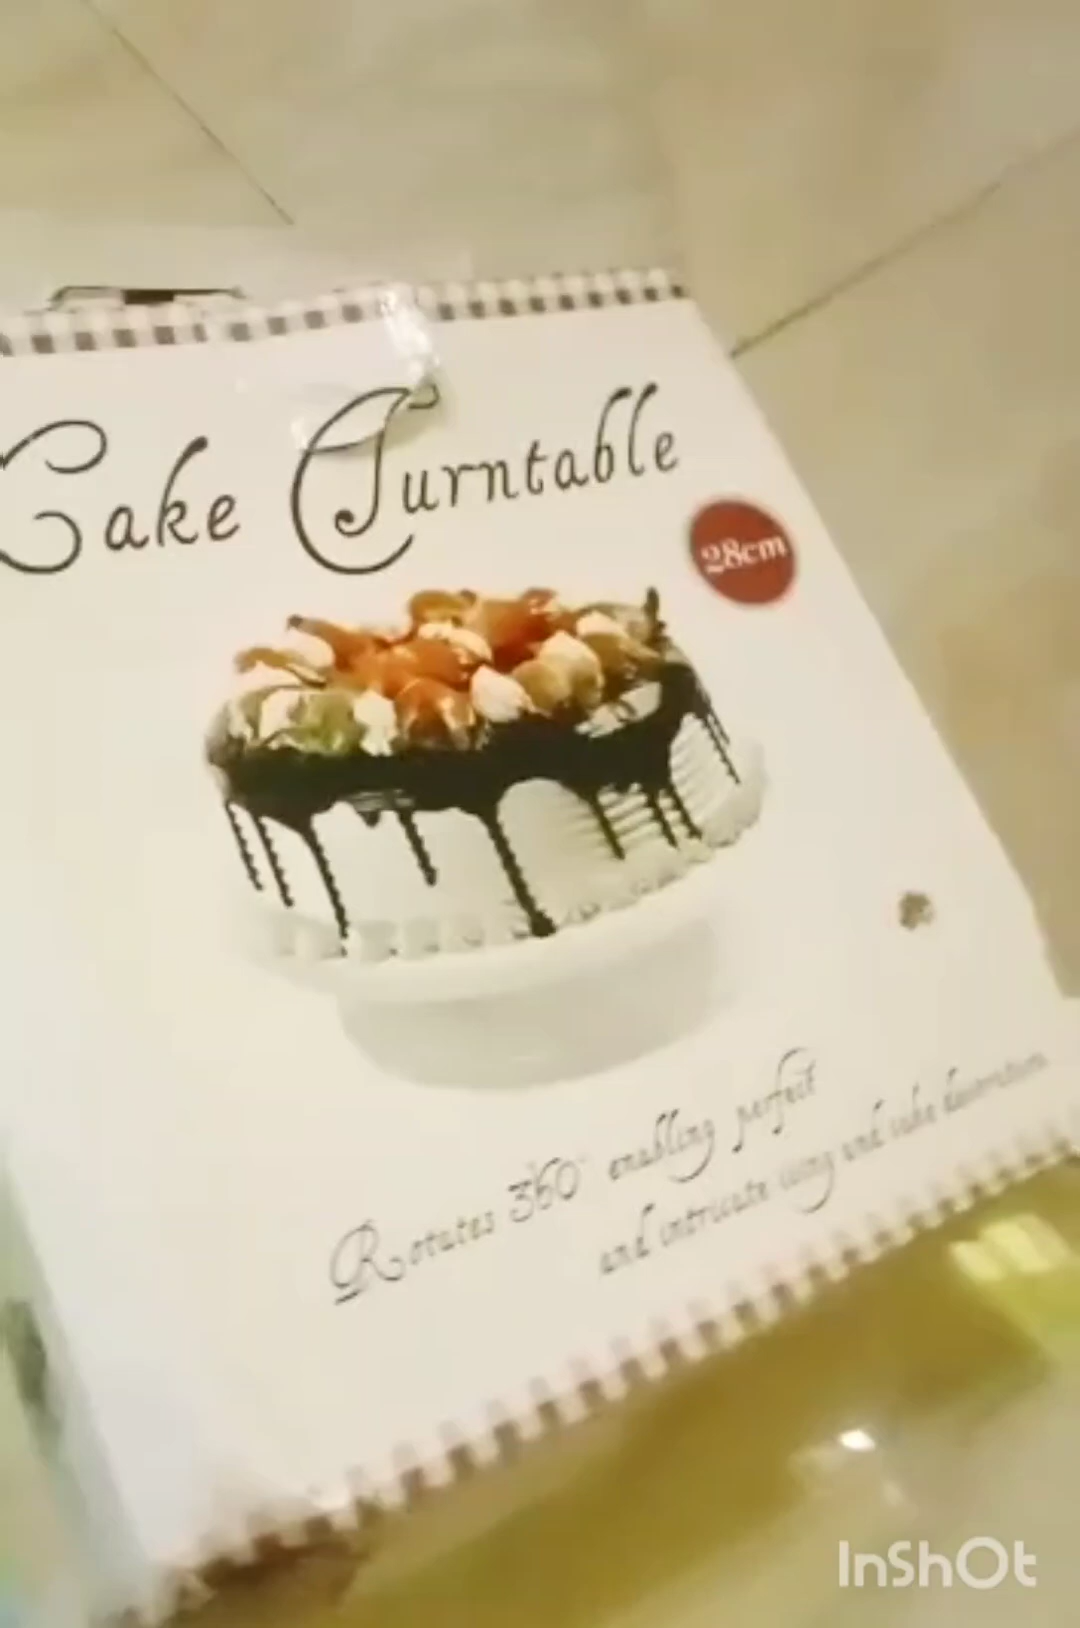 Cake Turntable
28cm
Rotates 360° enabling perfect
and intricate icing and cake decoration
InShOt